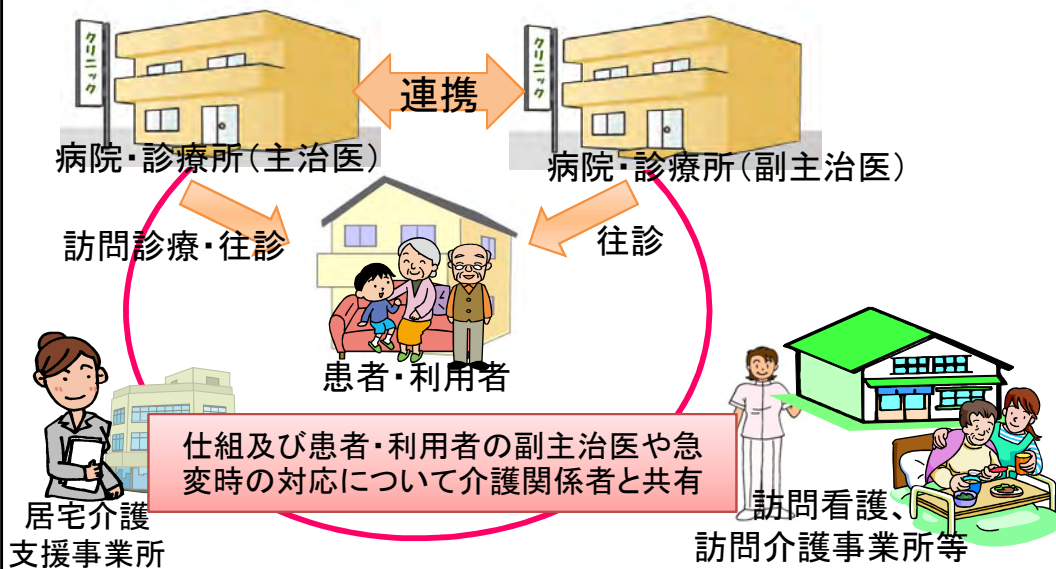 クリニック
クリニック
連携
病院・診療所(主治医)
病院・診療所(副主治医)
訪問診療・往診
往診
患者・利用者
仕組及び患者・利用者の副主治医や急
変時の対応について介護関係者と共有
居宅介護
支援事業所
訪問看護、
訪問介護事業所等